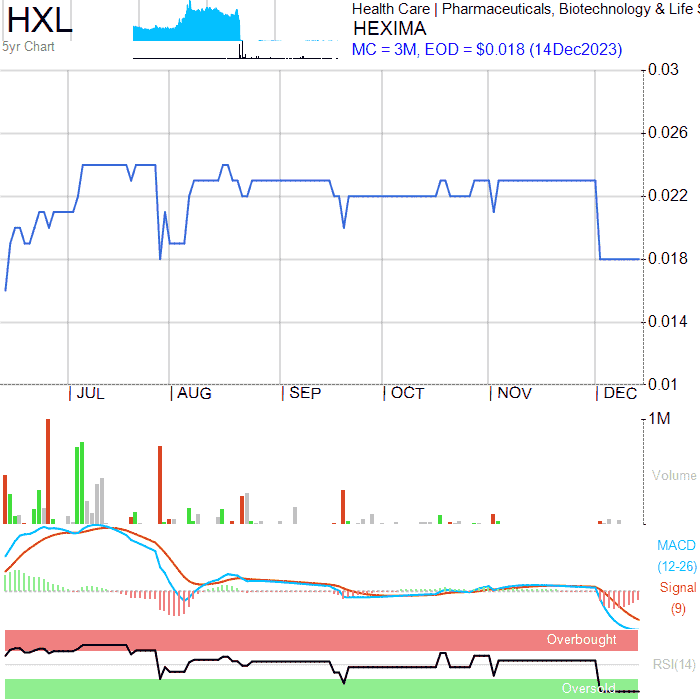 HXL
5yr Chart
Health Care | Pharmaceuticals, Biotechnology & Life
HEXIMA
MC = 3M, EOD = $0.018 (14Dec2023)
0.03
0.026
0.022
0.018
0.014
0.01
JUL AUG SEP OCT NOV DEC
1M
Volume
MACD
(12-26)
Signal
(9)
Overbought
RSI(14)
Oversold